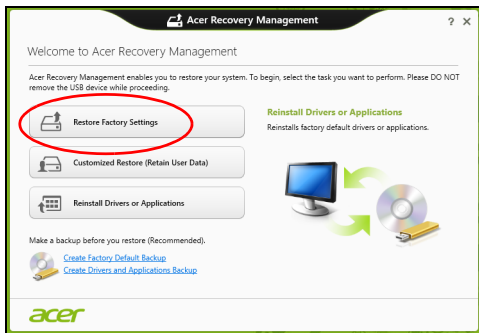 Acer Recovery Management
? X
Welcome to Acer Recovery Management
Acer Recovery Management enables you to restore your system. To begin, select the task you want to perform. Please DO NOT
remove the USB device while proceeding.
Restore Factory Settings
Customized Restore (Retain User Data)
Reinstall Drivers or Applications
Reinstall Drivers or Applications
Reinstalls factory default drivers or applications.
Make a backup before you restore (Recommended).
Create Factory Default Backup
Create Drivers and Applications Backup
acer